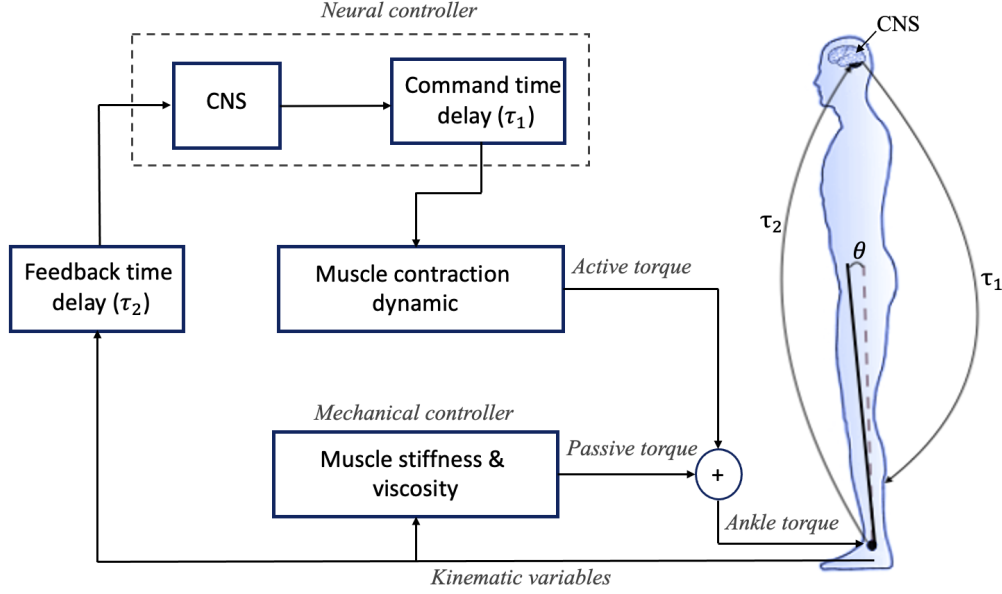 Neural controller
CNS
CNS
Command time
delay (τ₁)
τ₂
θ
τ₁
Feedback time
delay (τ₂)
Muscle contraction
dynamic
Active torque
Mechanical controller
Muscle stiffness &
viscosity
Passive torque
+
Ankle torque
Kinematic variables